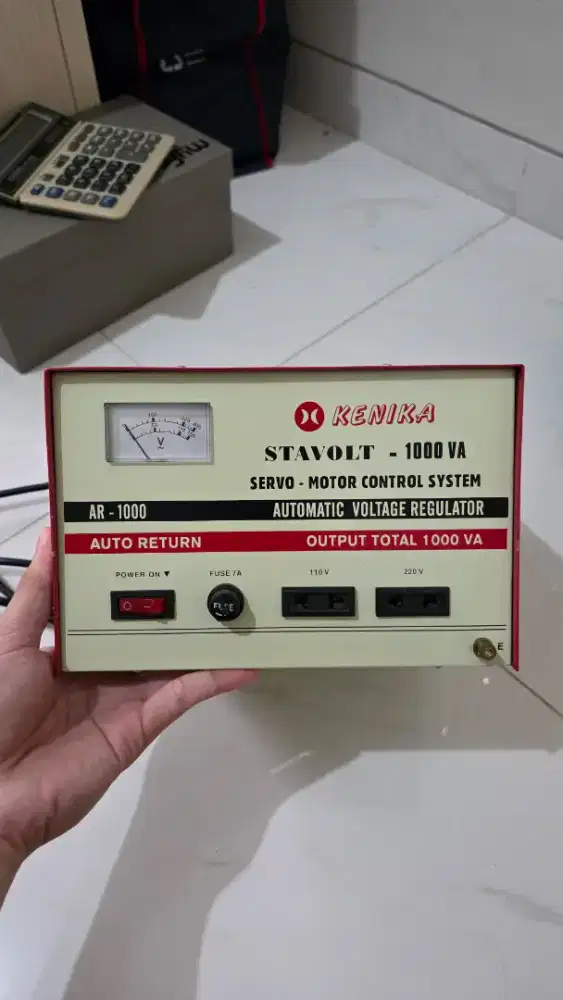 KENIKA
STAVOLT - 1000 VA
SERVO - MOTOR CONTROL SYSTEM
AR - 1000 AUTOMATIC VOLTAGE REGULATOR
AUTO RETURN OUTPUT TOTAL 1000 VA
POWER ON ▼ FUSE 7A 110 V 220 V
FUSE
E
V
~